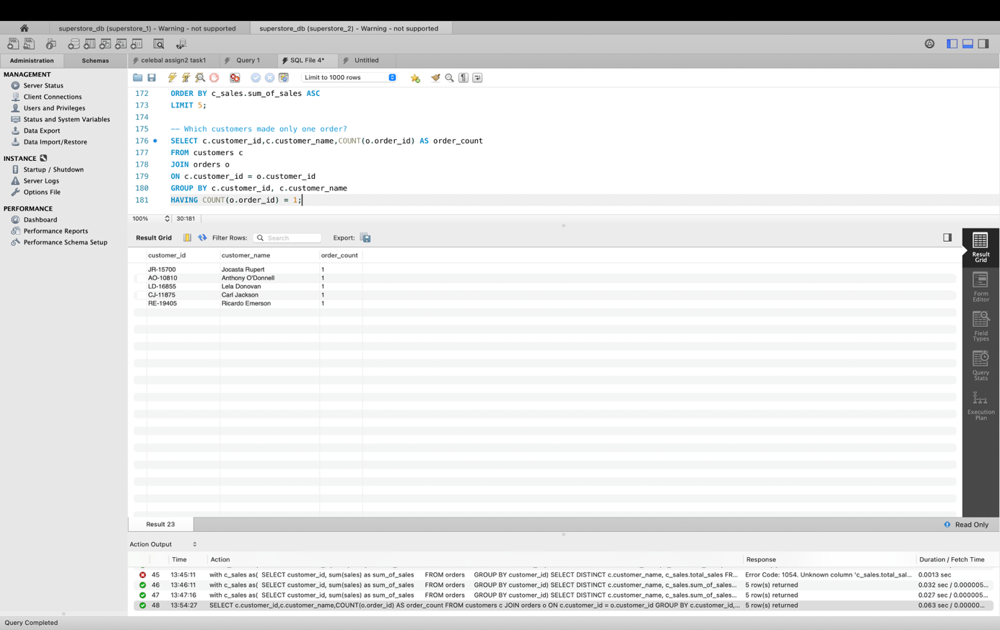 superstore_db (superstore_1) - Warning - not supported
superstore_db (superstore_2) - Warning - not supported
Administration
Schemas
celebal assign2 task1
Query 1
SQL File 4*
Untitled
MANAGEMENT
Server Status
Client Connections
Users and Privileges
Status and System Variables
Data Export
Data Import/Restore
INSTANCE
Startup / Shutdown
Server Logs
Options File
PERFORMANCE
Dashboard
Performance Reports
Performance Schema Setup
Limit to 1000 rows
172 ORDER BY c_sales.sum_of_sales ASC
173 LIMIT 5;
174
175 -- Which customers made only one order?
176 SELECT c.customer_id,c.customer_name,COUNT(o.order_id) AS order_count
177 FROM customers c
178 JOIN orders o
179 ON c.customer_id = o.customer_id
180 GROUP BY c.customer_id, c.customer_name
181 HAVING COUNT(o.order_id) = 1;
100% 30:181
Result Grid Filter Rows: Search Export:
customer_id customer_name order_count
JR-15700 Jocasta Rupert 1
AO-10810 Anthony O'Donnell 1
LD-16855 Lela Donovan 1
CJ-11875 Carl Jackson 1
RE-19405 Ricardo Emerson 1
Result
Grid
Form
Editor
Field
Types
Query
Stats
Execution
Plan
Result 23
Read Only
Action Output
Time Action Response Duration / Fetch Time
45 13:45:11 with c_sales as( SELECT customer_id, sum(sales) as sum_of_sales FROM orders GROUP BY customer_id) SELECT DISTINCT c.customer_name, c_sales.total_sales FR... Error Code: 1054. Unknown column 'c_sales.total_sal... 0.0013 sec
46 13:46:11 with c_sales as( SELECT customer_id, sum(sales) as sum_of_sales FROM orders GROUP BY customer_id) SELECT DISTINCT c.customer_name, c_sales.sum_of_sales... 5 row(s) returned 0.032 sec / 0.000005...
47 13:47:16 with c_sales as( SELECT customer_id, sum(sales) as sum_of_sales FROM orders GROUP BY customer_id) SELECT DISTINCT c.customer_name, c_sales.sum_of_sales... 5 row(s) returned 0.027 sec / 0.000005...
48 13:54:27 SELECT c.customer_id,c.customer_name,COUNT(o.order_id) AS order_count FROM customers c JOIN orders o ON c.customer_id = o.customer_id GROUP BY c.customer_id,... 5 row(s) returned 0.063 sec / 0.00000...
Query Completed